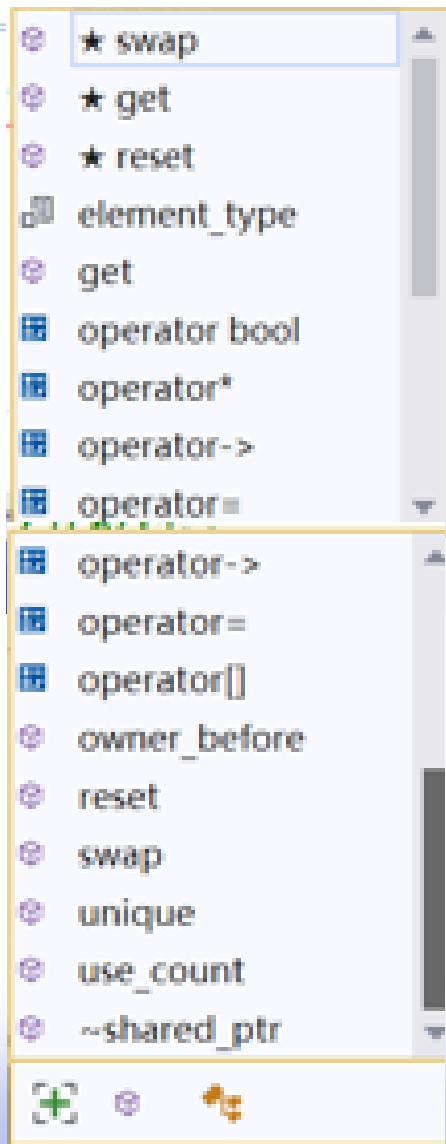 ★ swap
★ get
★ reset
element_type
get
operator bool
operator*
operator->
operator=
operator->
operator=
operator[]
owner_before
reset
swap
unique
use_count
~shared_ptr